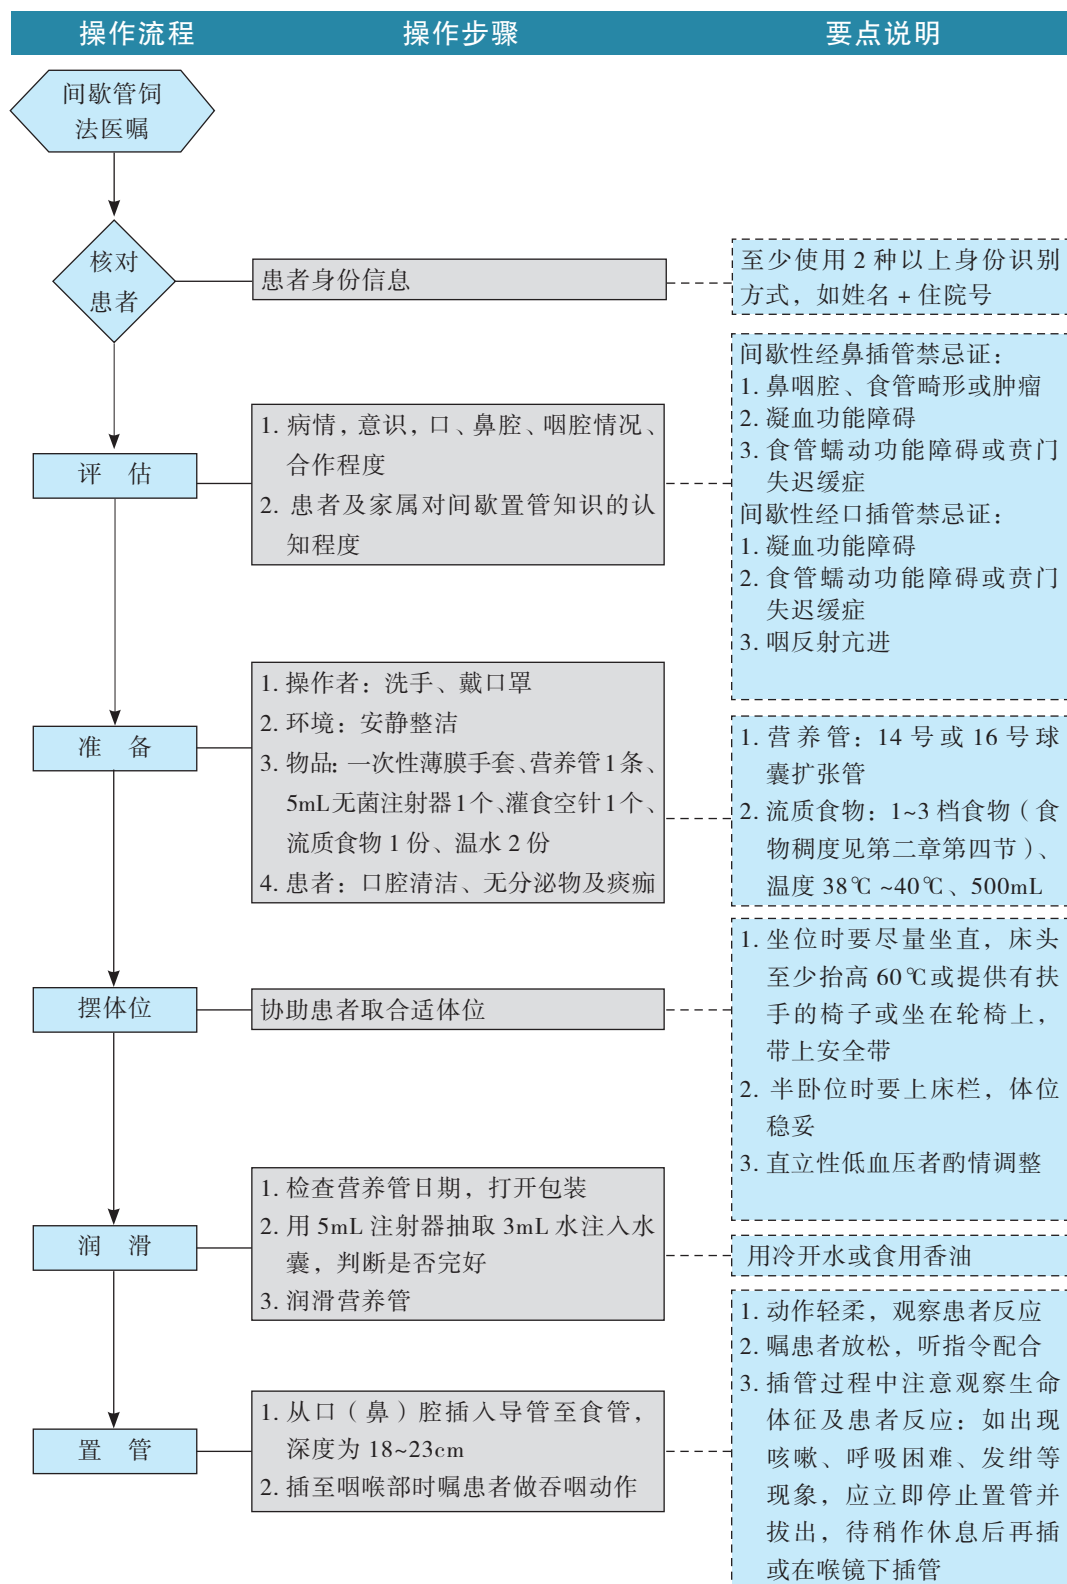 操作流程 操作步骤 要点说明
间歇管饲
法医嘱
核对
患者
患者身份信息
至少使用 2 种以上身份识别
方式，如姓名 + 住院号
评 估
1. 病情，意识，口、鼻腔、咽腔情况、
合作程度
2. 患者及家属对间歇置管知识的认
知程度
间歇性经鼻插管禁忌证：
1. 鼻咽腔、食管畸形或肿瘤
2. 凝血功能障碍
3. 食管蠕动功能障碍或贲门
失迟缓症
间歇性经口插管禁忌证：
1. 凝血功能障碍
2. 食管蠕动功能障碍或贲门
失迟缓症
3. 咽反射亢进
准 备
1. 操作者：洗手、戴口罩
2. 环境：安静整洁
3. 物品：一次性薄膜手套、营养管 1 条、
5mL 无菌注射器 1 个、灌食空针 1 个、
流质食物 1 份、温水 2 份
4. 患者：口腔清洁、无分泌物及痰痂
1. 营养管：14 号或 16 号球
囊扩张管
2. 流质食物：1~3 档食物（食
物稠度见第二章第四节）、
温度 38℃ ~40℃、500mL
摆体位
协助患者取合适体位
1. 坐位时要尽量坐直，床头
至少抬高 60℃或提供有扶
手的椅子或坐在轮椅上，
带上安全带
2. 半卧位时要上床栏，体位
稳妥
3. 直立性低血压者酌情调整
润 滑
1. 检查营养管日期，打开包装
2. 用 5mL 注射器抽取 3mL 水注入水
囊，判断是否完好
3. 润滑营养管
用冷开水或食用香油
置 管
1. 从口（鼻）腔插入导管至食管，
深度为 18~23cm
2. 插至咽喉部时嘱患者做吞咽动作
1. 动作轻柔，观察患者反应
2. 嘱患者放松，听指令配合
3. 插管过程中注意观察生命
体征及患者反应：如出现
咳嗽、呼吸困难、发绀等
现象，应立即停止置管并
拔出，待稍作休息后再插
或在喉镜下插管